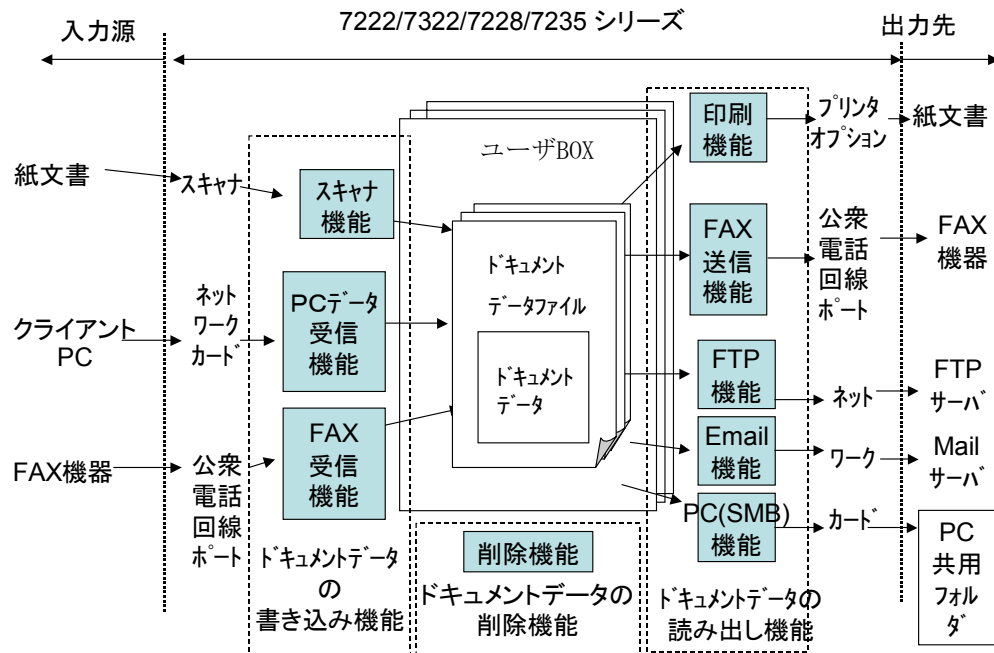 7222/7322/7228/7235 シリーズ
入力源
出力先
紙文書
スキャナ
スキャナ
機能
クライアント
PC
ネット
ワーク
カード
PCデータ
受信
機能
FAX機器
公衆
電話
回線
ポート
FAX
受信
機能
ドキュメントデータ
の
書き込み機能
ユーザBOX
ドキュメント
データファイル
ドキュメント
データ
削除機能
ドキュメントデータの
削除機能
印刷
機能
プリンタ
オプション
紙文書
FAX
送信
機能
公衆
電話
回線
ポート
FAX
機器
FTP
機能
ネット
FTP
サーバ
Email
機能
ワーク
Mail
サーバ
PC(SMB)
機能
カード
PC
共用
フォル
ダ
ドキュメントデータの
読み出し機能